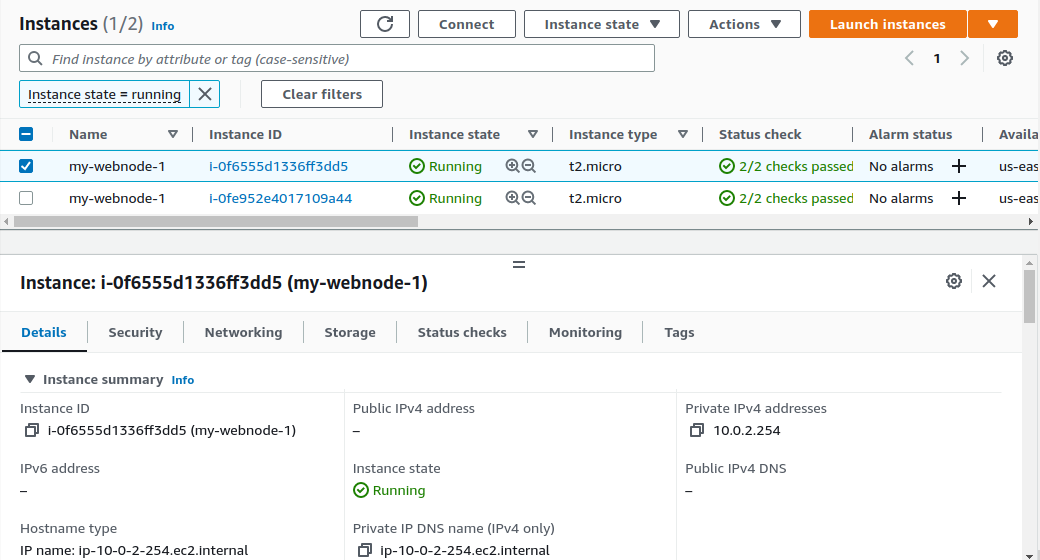 Instances (1/2) Info Connect Instance state Actions Launch instances
Find instance by attribute or tag (case-sensitive) 1
Instance state = running Clear filters
Name Instance ID Instance state Instance type Status check Alarm status Availa
my-webnode-1 i-0f6555d1336ff3dd5 Running t2.micro 2/2 checks passed No alarms + us-eas
my-webnode-1 i-0fe952e4017109a44 Running t2.micro 2/2 checks passed No alarms + us-eas
Instance: i-0f6555d1336ff3dd5 (my-webnode-1)
Details Security Networking Storage Status checks Monitoring Tags
Instance summary Info
Instance ID Public IPv4 address Private IPv4 addresses
i-0f6555d1336ff3dd5 (my-webnode-1) – 10.0.2.254
IPv6 address Instance state Public IPv4 DNS
– Running –
Hostname type Private IP DNS name (IPv4 only)
IP name: ip-10-0-2-254.ec2.internal ip-10-0-2-254.ec2.internal